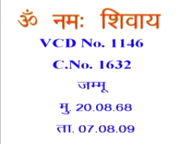 ॐ नमः शिवाय
VCD No. 1146
C.No. 1632
जम्मू
मु. 20.08.68
ता. 07.08.09